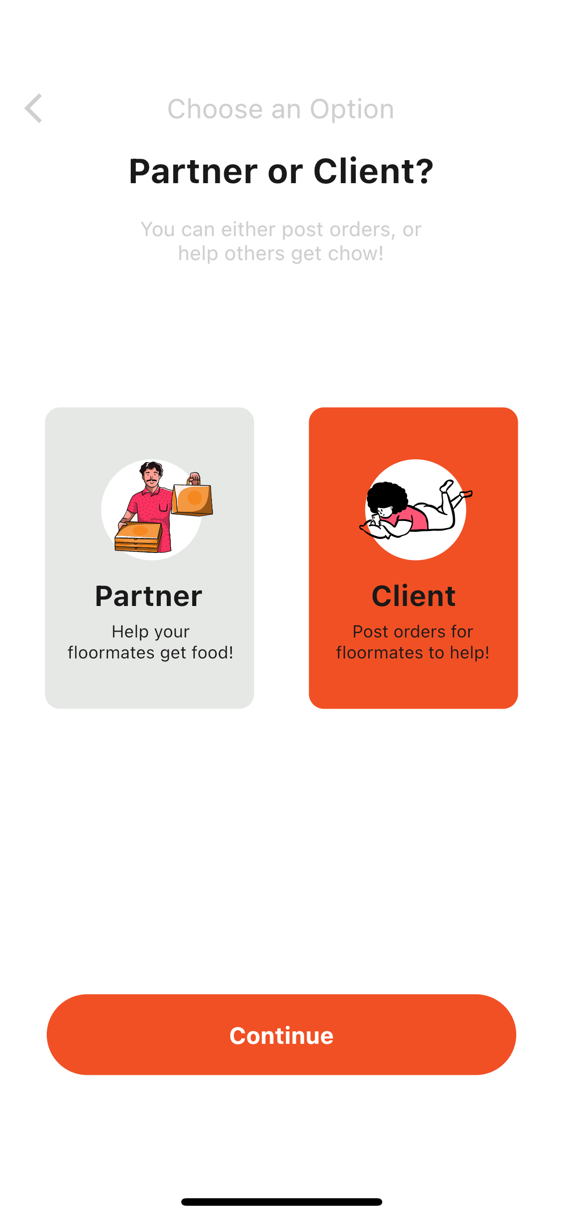 Choose an Option
Partner or Client?
You can either post orders, or
help others get chow!
Partner
Help your
floormates get food!
Client
Post orders for
floormates to help!
Continue